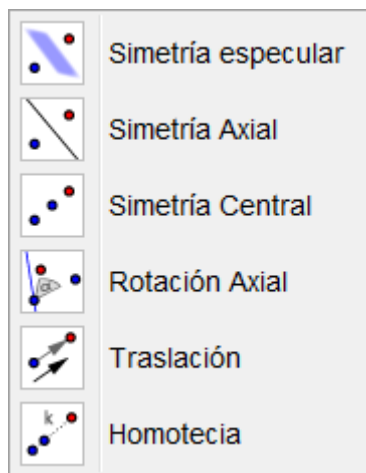 Simetría especular
Simetría Axial
Simetría Central
α
Rotación Axial
Traslación
k
Homotecia